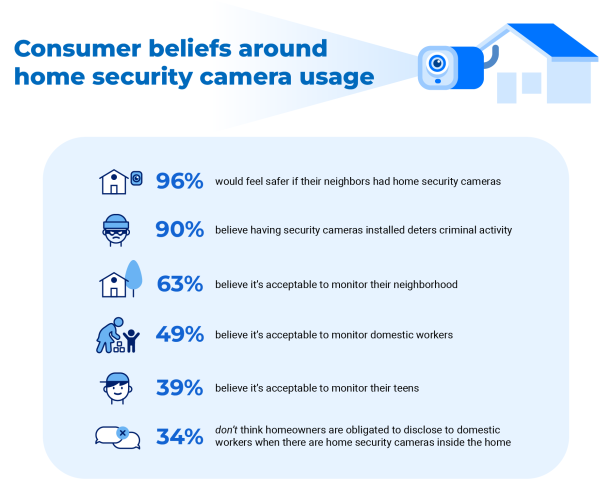 Consumer beliefs around
home security camera usage
96% would feel safer if their neighbors had home security cameras
90% believe having security cameras installed deters criminal activity
63% believe it's acceptable to monitor their neighborhood
49% believe it's acceptable to monitor domestic workers
39% believe it's acceptable to monitor their teens
34% don't think homeowners are obligated to disclose to domestic
workers when there are home security cameras inside the home